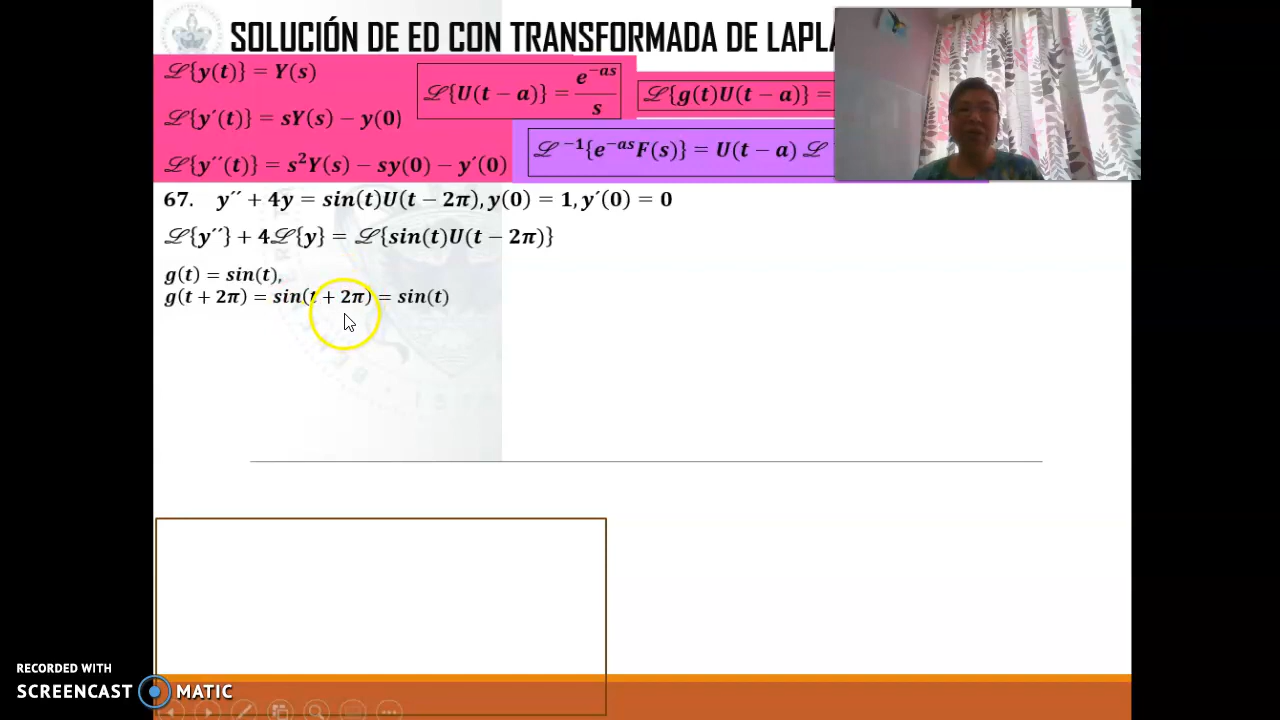 SOLUCIÓN DE ED CON TRANSFORMADA DE LAPLA
ℒ{y(t)} = Y(s)
ℒ{y´(t)} = sY(s) − y(0)
ℒ{y´´(t)} = s²Y(s) − sy(0) − y´(0)
ℒ{U(t − a)} = e^{−as}/s
ℒ{g(t)U(t − a)} =
ℒ⁻¹{e^{−as}F(s)} = U(t − a) ℒ
67. y´´ + 4y = sin(t)U(t − 2π), y(0) = 1, y´(0) = 0
ℒ{y´´} + 4ℒ{y} = ℒ{sin(t)U(t − 2π)}
g(t) = sin(t),
g(t + 2π) = sin(t + 2π) = sin(t)
RECORDED WITH
SCREENCAST MATIC